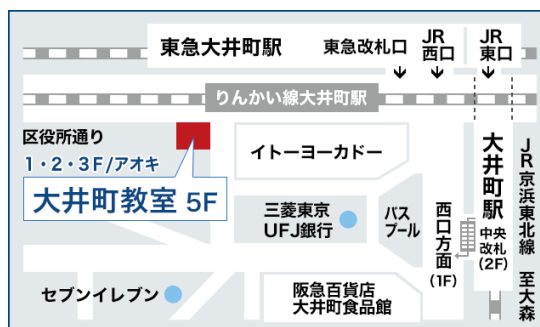 東急大井町駅
東急改札口
JR
西口
JR
東口
りんかい線大井町駅
区役所通り
1・2・3F/アオキ
大井町教室 5F
イトーヨーカドー
三菱東京
UFJ銀行
バス
プール
西口方面
(1F)
大井町駅
中央
改札
(2F)
JR京浜東北線 至大森
セブンイレブン
阪急百貨店
大井町食品館